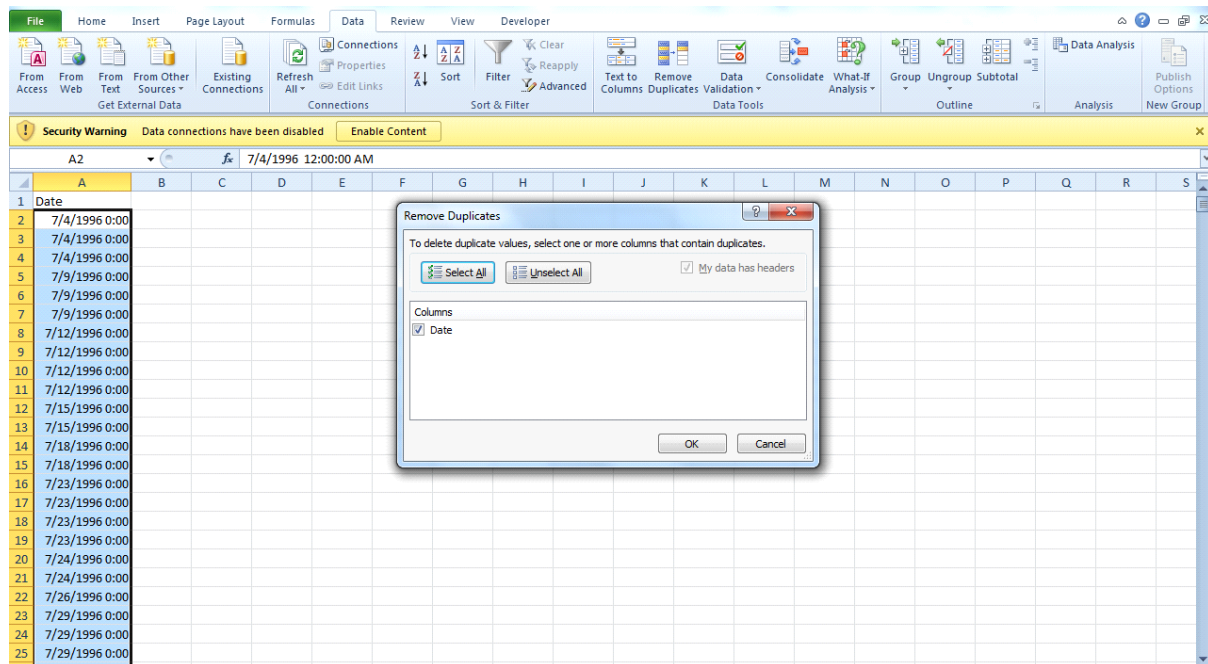 File Home Insert Page Layout Formulas Data Review View Developer
From Access From Web From Text From Other Sources Existing Connections Refresh All Connections Properties Edit Links Sort Filter Clear Reapply Advanced Text to Columns Remove Duplicates Data Validation Consolidate What-If Analysis Group Ungroup Subtotal Data Analysis Publish Options
Get External Data Connections Sort & Filter Data Tools Outline Analysis New Group
Security Warning Data connections have been disabled Enable Content
A2 fx 7/4/1996 12:00:00 AM
A B C D E F G H I J K L M N O P Q R S
1 Date
2 7/4/1996 0:00
3 7/4/1996 0:00
4 7/4/1996 0:00
5 7/9/1996 0:00
6 7/9/1996 0:00
7 7/9/1996 0:00
8 7/12/1996 0:00
9 7/12/1996 0:00
10 7/12/1996 0:00
11 7/12/1996 0:00
12 7/15/1996 0:00
13 7/15/1996 0:00
14 7/18/1996 0:00
15 7/18/1996 0:00
16 7/23/1996 0:00
17 7/23/1996 0:00
18 7/23/1996 0:00
19 7/23/1996 0:00
20 7/24/1996 0:00
21 7/24/1996 0:00
22 7/26/1996 0:00
23 7/29/1996 0:00
24 7/29/1996 0:00
25 7/29/1996 0:00
Remove Duplicates
To delete duplicate values, select one or more columns that contain duplicates.
Select All Unselect All My data has headers
Columns
Date
OK Cancel